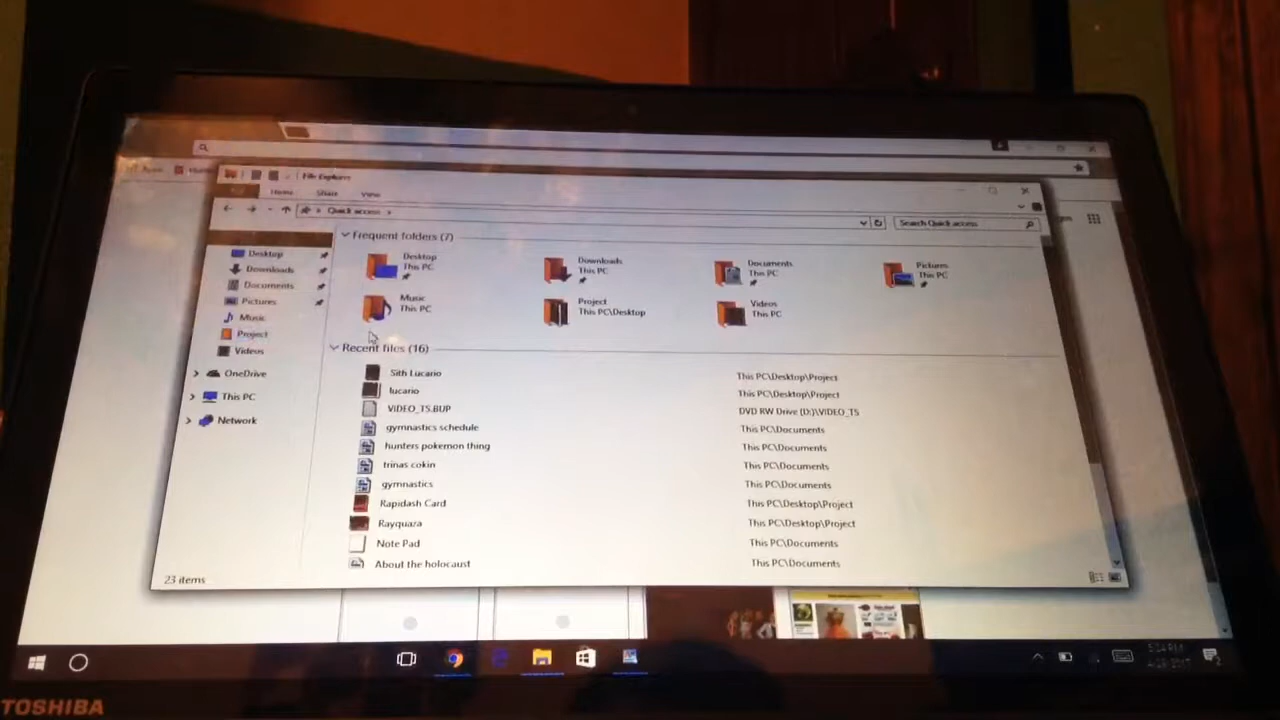 File Explorer
Home Share View
Quick access
Search Quick access
Frequent folders (7)
Desktop
This PC
Downloads
This PC
Documents
This PC
Pictures
This PC
Music
This PC
Project
This PC\Desktop
Videos
This PC
Desktop
Downloads
Documents
Pictures
Music
Project
Videos
OneDrive
This PC
Network
Recent files (16)
Sith Lucario This PC\Desktop\Project
lucario This PC\Desktop\Project
VIDEO_TS.BUP DVD RW Drive (D:)\VIDEO_TS
gymnastics schedule This PC\Documents
hunters pokemon thing This PC\Documents
trinas cokin This PC\Documents
gymnastics This PC\Documents
Rapidash Card This PC\Desktop\Project
Rayquaza This PC\Desktop\Project
Note Pad This PC\Documents
About the holocaust This PC\Documents
23 items
TOSHIBA